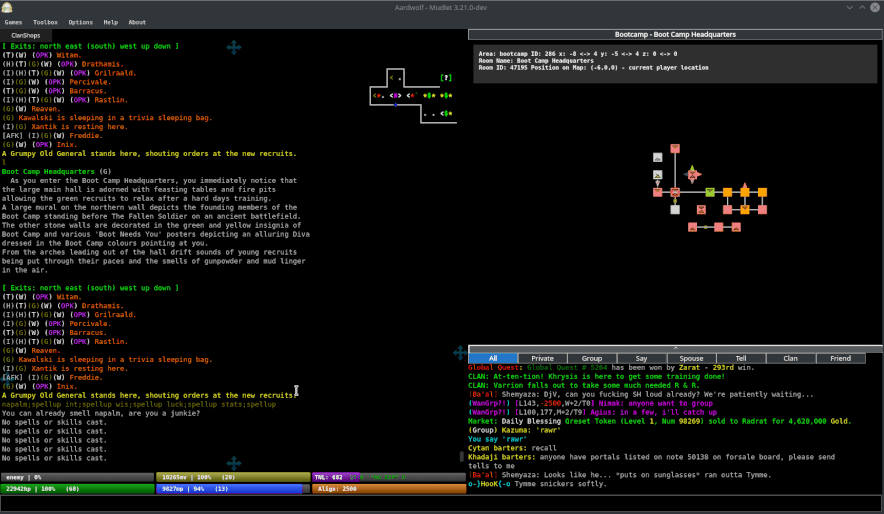 Aardwolf - Mudlet 3.21.0-dev
Games Toolbox Options Help About
ClanShops
[ Exits: north east (south) west up down ]
(T)(W) (OPK) Witam.
(H)(T)(G)(W) (OPK) Drathamis.
(I)(H)(T)(G)(W) (OPK) Grilraald.
(I)(G)(W) (OPK) Percivale.
(T)(G)(W) (OPK) Barracus.
(I)(H)(T)(G)(W) (OPK) Rastlin.
(G)(W) Reaven.
(G) Kawalski is sleeping in a trivia sleeping bag.
(I)(G) Xantik is resting here.
[AFK] (I)(G)(W) Freddie.
(G)(W) (OPK) Inix.
A Grumpy Old General stands here, shouting orders at the new recruits.
l
Boot Camp Headquarters (G)
As you enter the Boot Camp Headquarters, you immediately notice that
the large main hall is adorned with feasting tables and fire pits
allowing the green recruits to relax after a hard days training.
A large mural on the northern wall depicts the founding members of the
Boot Camp standing before The Fallen Soldier on an ancient battlefield.
The other stone walls are decorated in the green and yellow insignia of
Boot Camp and various 'Boot Needs You' posters depicting an alluring Diva
dressed in the Boot Camp colours pointing at you.
From the arches leading out of the hall drift sounds of young recruits
being put through their paces and the smells of gunpowder and mud linger
in the air.
[ Exits: north east (south) west up down ]
(T)(W) (OPK) Witam.
(H)(T)(G)(W) (OPK) Drathamis.
(I)(H)(T)(G)(W) (OPK) Grilraald.
(I)(G)(W) (OPK) Percivale.
(T)(G)(W) (OPK) Barracus.
(I)(H)(T)(G)(W) (OPK) Rastlin.
(G)(W) Reaven.
(G) Kawalski is sleeping in a trivia sleeping bag.
(I)(G) Xantik is resting here.
[AFK] (I)(G)(W) Freddie.
(G)(W) (OPK) Inix.
A Grumpy Old General stands here, shouting orders at the new recruits.
napalm;spellup int;spellup wis;spellup luck;spellup stats;spellup
You can already smell napalm, are you a junkie?
No spells or skills cast.
No spells or skills cast.
No spells or skills cast.
No spells or skills cast.
No spells or skills cast.
enemy | 0%
10265mv | 100% (20)
TNL: 682
22942hp | 100% (60)
9827mp | 94% (13)
Align: 2500
Bootcamp - Boot Camp Headquarters
Area: bootcamp ID: 286 x: -8 <-> 4 y: -5 <-> 4 z: 0 <-> 0
Room Name: Boot Camp Headquarters
Room ID: 47195 Position on Map: (-6,0,0) - current player location
All Private Group Say Spouse Tell Clan Friend
Global Quest: Global Quest # 5264 has been won by Zarat - 293rd win.
CLAN: At-ten-tion! Khrysis is here to get some training done!
CLAN: Varrion falls out to take some much needed R & R.
[Ba'al] Shemyaza: DjV, can you fucking SH loud already? We're impatiently waiting...
(WanGrp?!) [L143,-2500,W+2/T0] Nimak: anyone want to group
(WanGrp?!) [L100,177,M+2/T9] Agius: in a few, i'll catch up
Market: Daily Blessing Qreset Token (Level 1, Num 98269) sold to Radrat for 4,620,000 Gold.
(Group) Kazuma: 'rawr'
You say 'rawr'
Cytan barters: recall
Khadaji barters: anyone have portals listed on note 50138 on forsale board, please send
tells to me
[Ba'al] Shemyaza: Looks like he... *puts on sunglasses* ran outta Tymme.
o-}HooK{-o Tymme snickers softly.